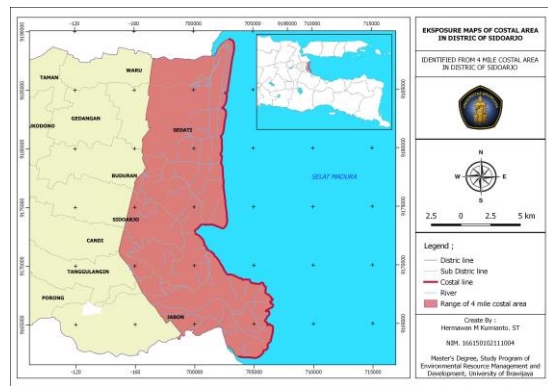 EKSPOSURE MAPS OF COSTAL AREA
IN DISTRIC OF SIDOARJO
IDENTIFIED FROM 4 MILE COSTAL AREA
IN DISTRIC OF SIDOARJO
N
W E
S
2,5 0 2,5 5 km
Legend ;
Distric line
Sub Distric line
Costal line
River
Range of 4 mile costal area
Create By :
Hermawan M Kurnianto. ST
NIM. 166150102111004
Master's Degree, Study Program of
Environmental Resource Management and
Development, University of Brawijaya
TAMAN
WARU
GEDANGAN
SEDATI
BUDURAN
SIDOARJO
CANDI
TANGGULANGIN
PORONG
JABON
SELAT MADURA
700000 705000 710000 715000